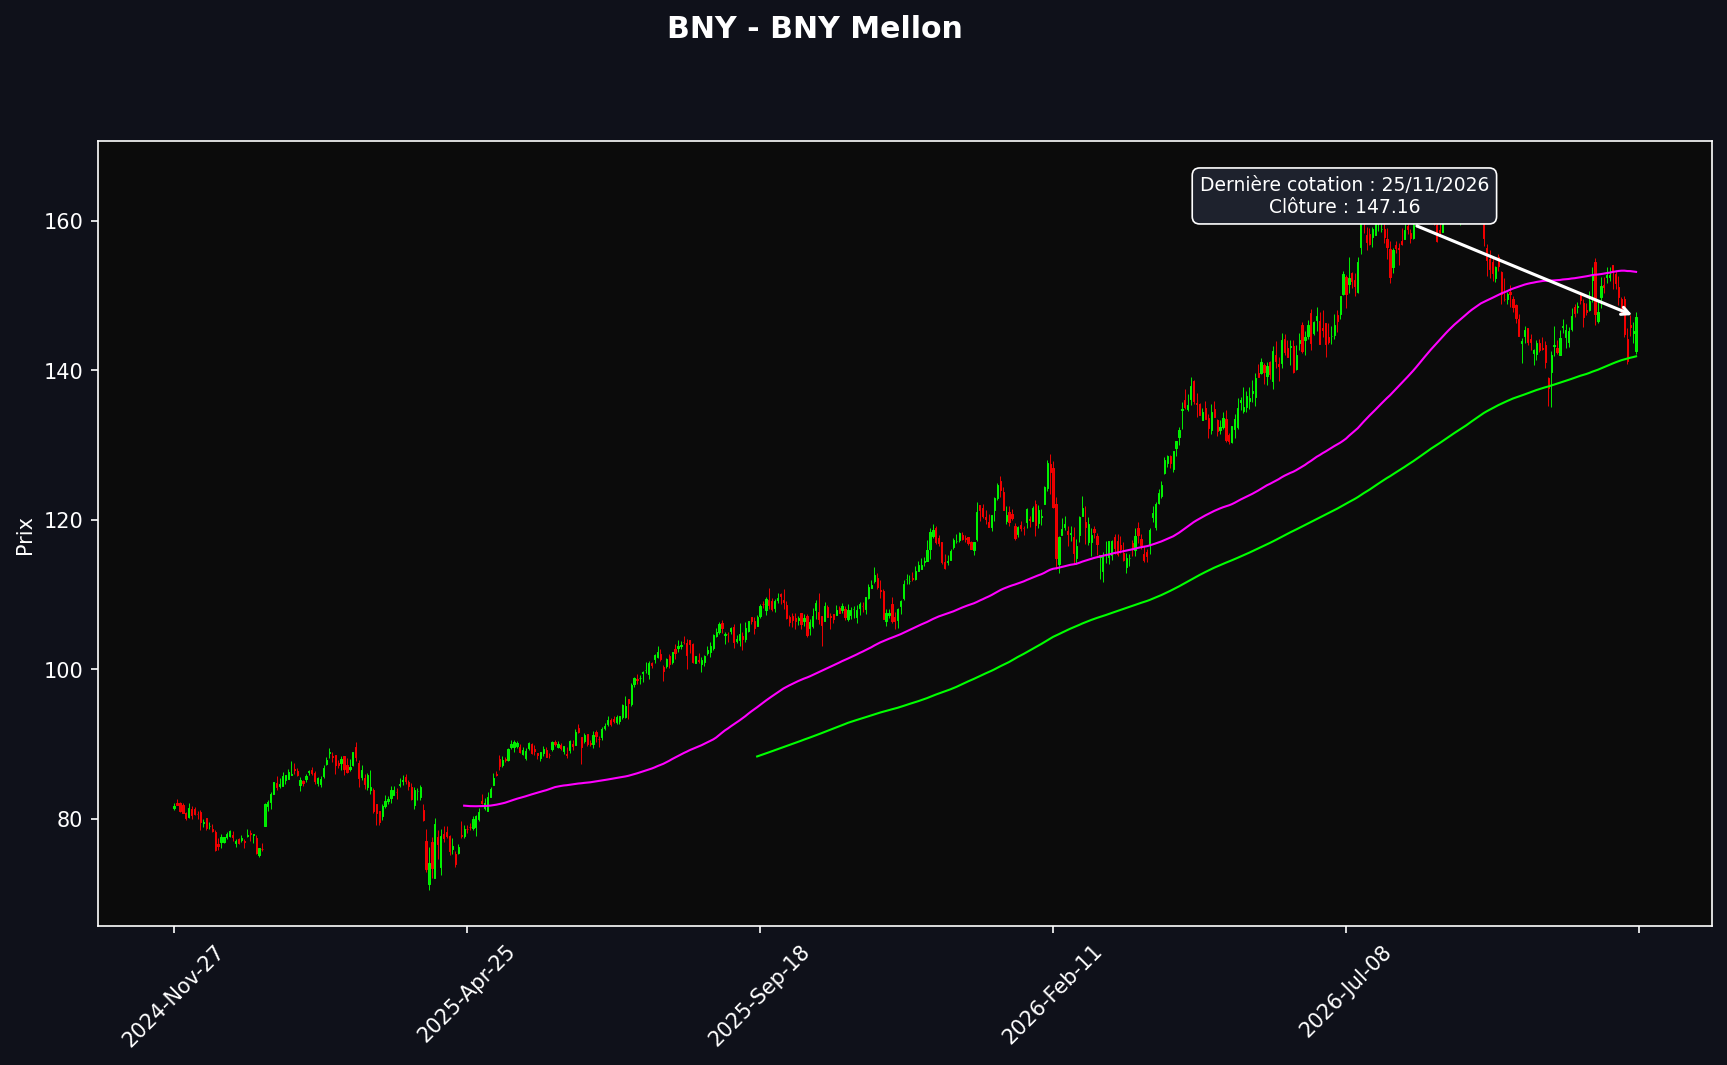 BNY - BNY Mellon
Dernière cotation : 25/11/2026
Clôture : 147.16
Prix
160
140
120
100
80
2024-Nov-27
2025-Apr-25
2025-Sep-18
2026-Feb-11
2026-Jul-08